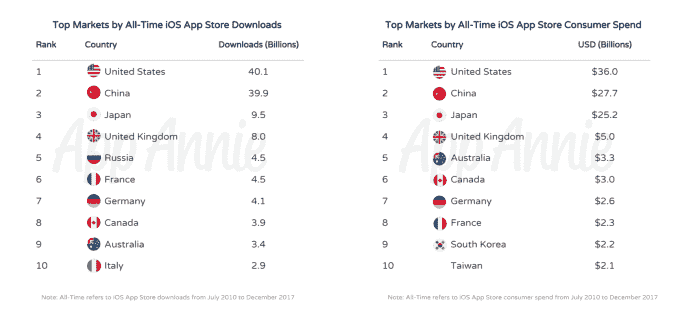 Top Markets by All-Time iOS App Store Downloads
Rank Country Downloads (Billions)
1 United States 40.1
2 China 39.9
3 Japan 9.5
4 United Kingdom 8.0
5 Russia 4.5
6 France 4.5
7 Germany 4.1
8 Canada 3.9
9 Australia 3.4
10 Italy 2.9
App Annie
Note: All-Time refers to iOS App Store downloads from July 2010 to December 2017
Top Markets by All-Time iOS App Store Consumer Spend
Rank Country USD (Billions)
1 United States $36.0
2 China $27.7
3 Japan $25.2
4 United Kingdom $5.0
5 Australia $3.3
6 Canada $3.0
7 Germany $2.6
8 France $2.3
9 South Korea $2.2
10 Taiwan $2.1
App Annie
Note: All-Time refers to iOS App Store consumer spend from July 2010 to December 2017